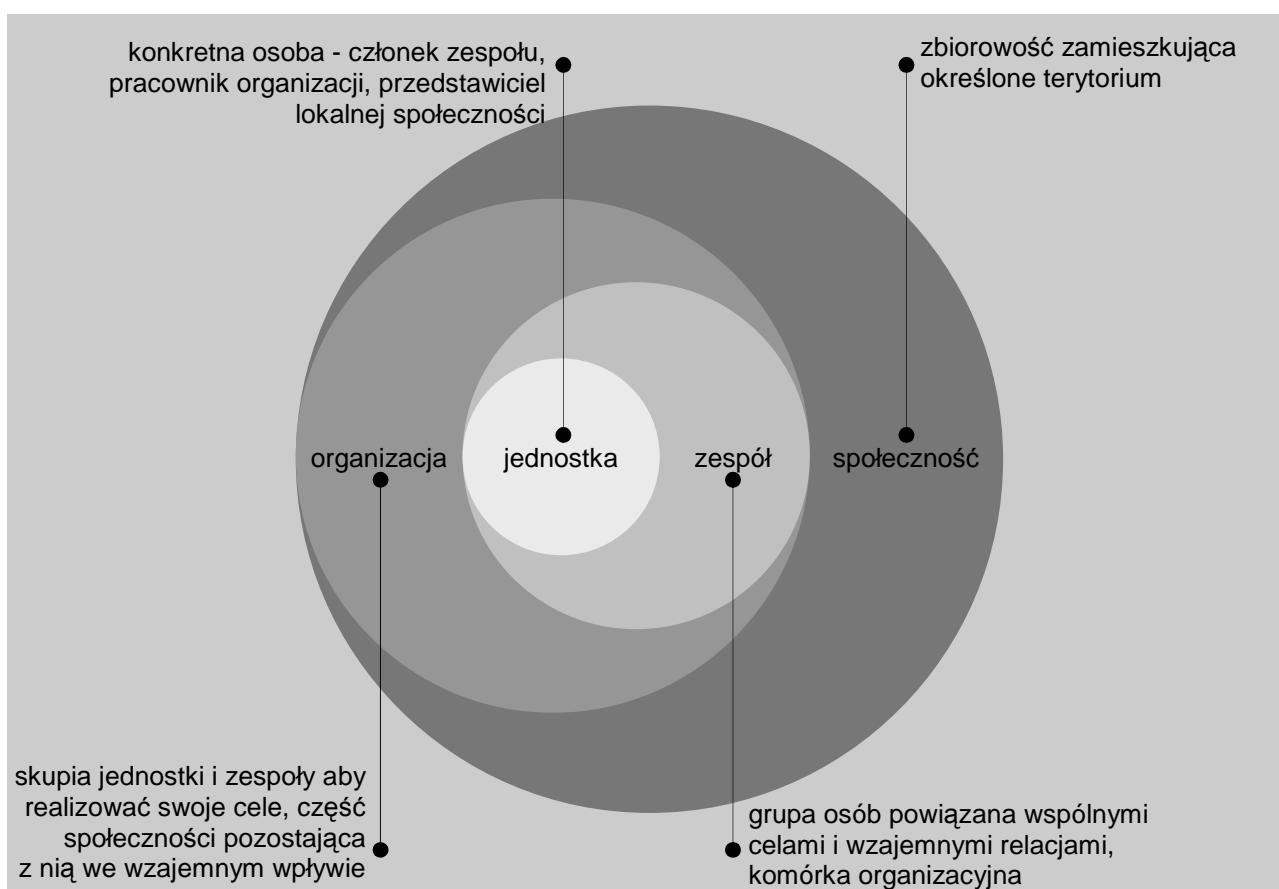 konkretna osoba - członek zespołu,
pracownik organizacji, przedstawiciel
lokalnej społeczności
zbiorowość zamieszkująca
określone terytorium
organizacja
jednostka
zespół
społeczność
skupia jednostki i zespoły aby
realizować swoje cele, część
społeczności pozostająca
z nią we wzajemnym wpływie
grupa osób powiązana wspólnymi
celami i wzajemnymi relacjami,
komórka organizacyjna